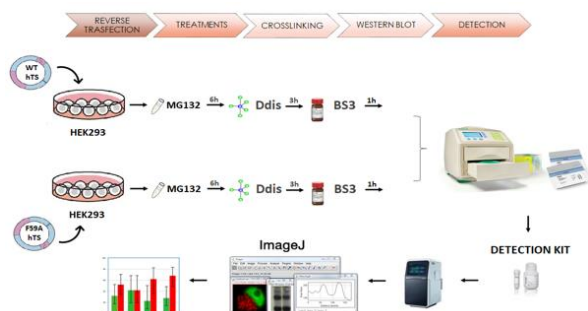 REVERSE
TRASFECTION
TREATMENTS
CROSSLINKING
WESTERN BLOT
DETECTION
WT
hTS
HEK293
MG132
6h
Ddis
3h
BS3
1h
HEK293
MG132
6h
Ddis
3h
BS3
1h
F59A
hTS
DETECTION KIT
ImageJ